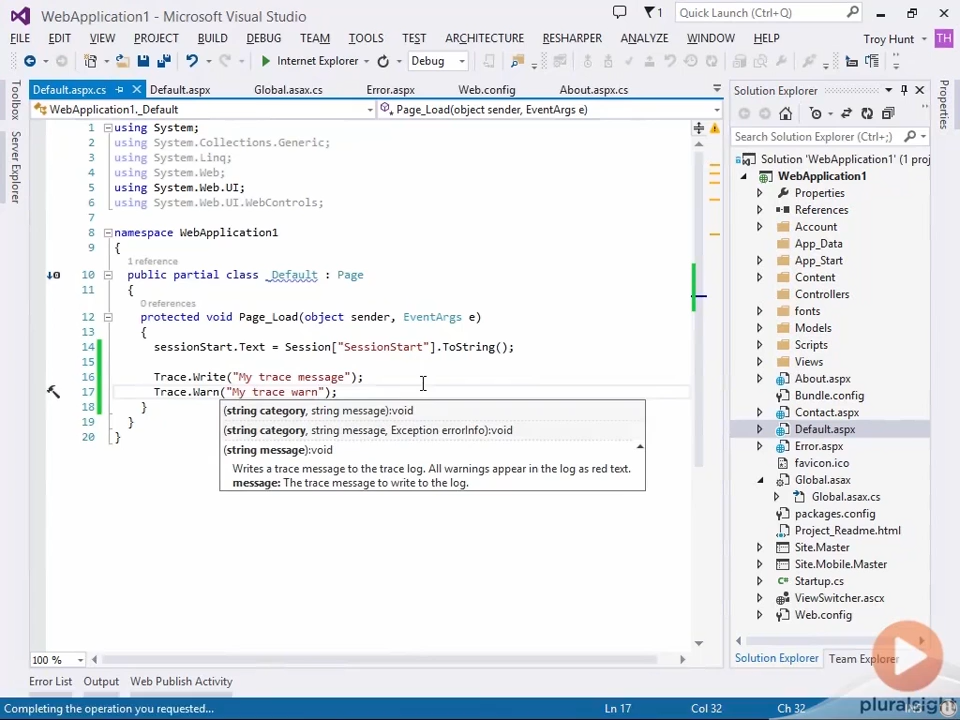 WebApplication1 - Microsoft Visual Studio
1
Quick Launch (Ctrl+Q)
FILE EDIT VIEW PROJECT BUILD DEBUG TEAM TOOLS TEST ARCHITECTURE RESHARPER ANALYZE WINDOW HELP
Troy Hunt TH
Internet Explorer
Debug
Default.aspx.cs
Default.aspx
Global.asax.cs
Error.aspx
Web.config
About.aspx.cs
WebApplication1._Default
Page_Load(object sender, EventArgs e)
Toolbox
Server Explorer
1 using System;
2 using System.Collections.Generic;
3 using System.Linq;
4 using System.Web;
5 using System.Web.UI;
6 using System.Web.UI.WebControls;
7
8 namespace WebApplication1
9 {
1 reference
10 public partial class _Default : Page
11 {
0 references
12 protected void Page_Load(object sender, EventArgs e)
13 {
14 sessionStart.Text = Session["SessionStart"].ToString();
15
16 Trace.Write("My trace message");
17 Trace.Warn("My trace warn");
18 }
19 }
20 }
(string category, string message):void
(string category, string message, Exception errorInfo):void
(string message):void
Writes a trace message to the trace log. All warnings appear in the log as red text.
message: The trace message to write to the log.
100 %
Solution Explorer
Search Solution Explorer (Ctrl+;)
Solution 'WebApplication1' (1 proj
WebApplication1
Properties
References
Account
App_Data
App_Start
Content
Controllers
fonts
Models
Scripts
Views
About.aspx
Bundle.config
Contact.aspx
Default.aspx
Error.aspx
favicon.ico
Global.asax
Global.asax.cs
packages.config
Project_Readme.html
Site.Master
Site.Mobile.Master
Startup.cs
ViewSwitcher.ascx
Web.config
Solution Explorer
Team Explorer
Properties
Error List
Output
Web Publish Activity
Completing the operation you requested...
Ln 17
Col 32
Ch 32
pluralsight